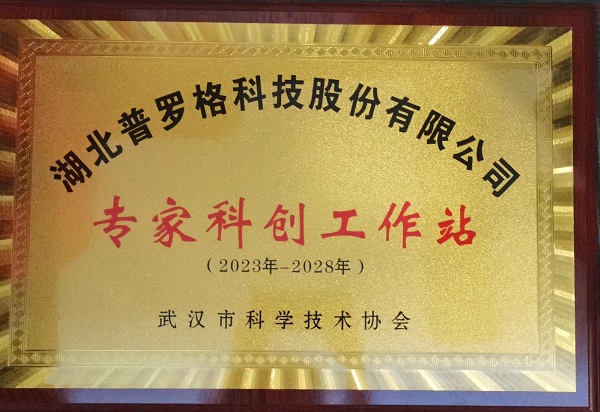 湖北普罗格科技股份有限公司
专家科创工作站
（2023年-2028年）
武汉市科学技术协会